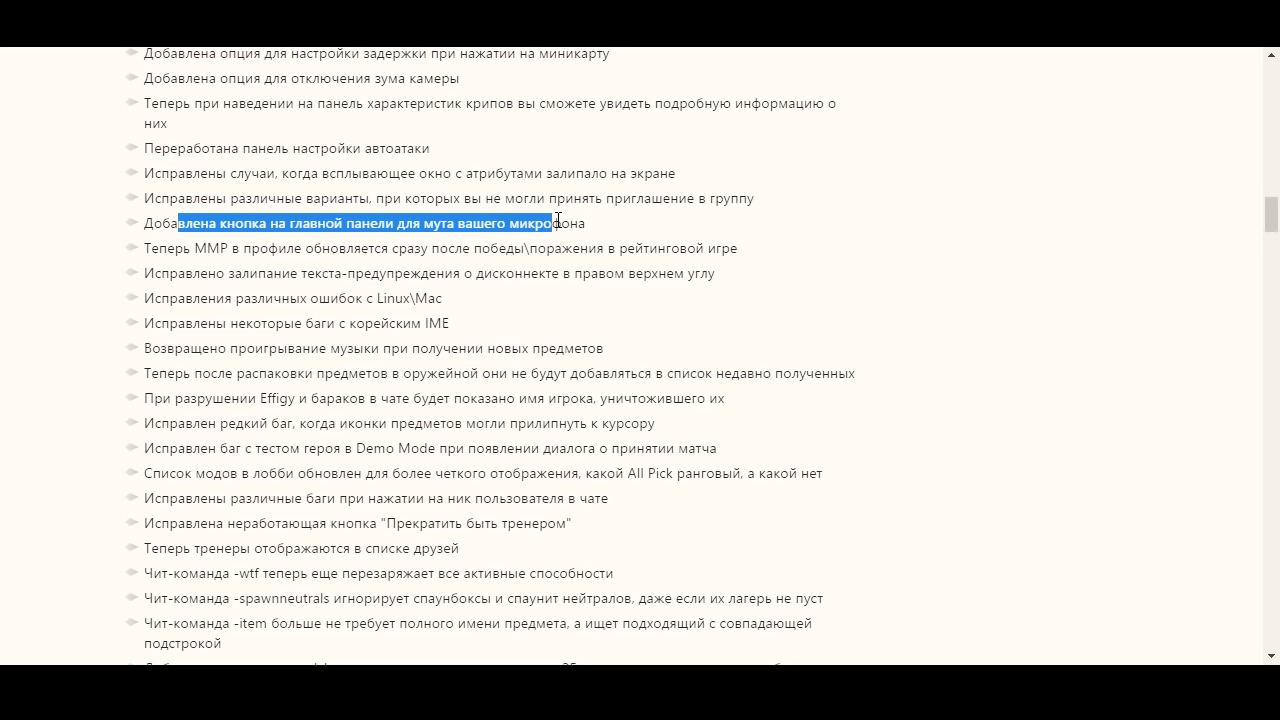 Добавлена опция для настройки задержки при нажатии на миникарту
Добавлена опция для отключения зума камеры
Теперь при наведении на панель характеристик крипов вы сможете увидеть подробную информацию о
них
Переработана панель настройки автоатаки
Исправлены случаи, когда всплывающее окно с атрибутами залипало на экране
Исправлены различные варианты, при которых вы не могли принять приглашение в группу
Добавлена кнопка на главной панели для мута вашего микрофона
Теперь ММР в профиле обновляется сразу после победы\поражения в рейтинговой игре
Исправлено залипание текста-предупреждения о дисконнекте в правом верхнем углу
Исправления различных ошибок с Linux\Mac
Исправлены некоторые баги с корейским IME
Возвращено проигрывание музыки при получении новых предметов
Теперь после распаковки предметов в оружейной они не будут добавляться в список недавно полученных
При разрушении Effigy и бараков в чате будет показано имя игрока, уничтожившего их
Исправлен редкий баг, когда иконки предметов могли прилипнуть к курсору
Исправлен баг с тестом героя в Demo Mode при появлении диалога о принятии матча
Список модов в лобби обновлен для более четкого отображения, какой All Pick ранговый, а какой нет
Исправлены различные баги при нажатии на ник пользователя в чате
Исправлена неработающая кнопка "Прекратить быть тренером"
Теперь тренеры отображаются в списке друзей
Чит-команда -wtf теперь еще перезаряжает все активные способности
Чит-команда -spawnneutrals игнорирует спаунбоксы и спаунит нейтралов, даже если их лагерь не пуст
Чит-команда -item больше не требует полного имени предмета, а ищет подходящий с совпадающей
подстрокой